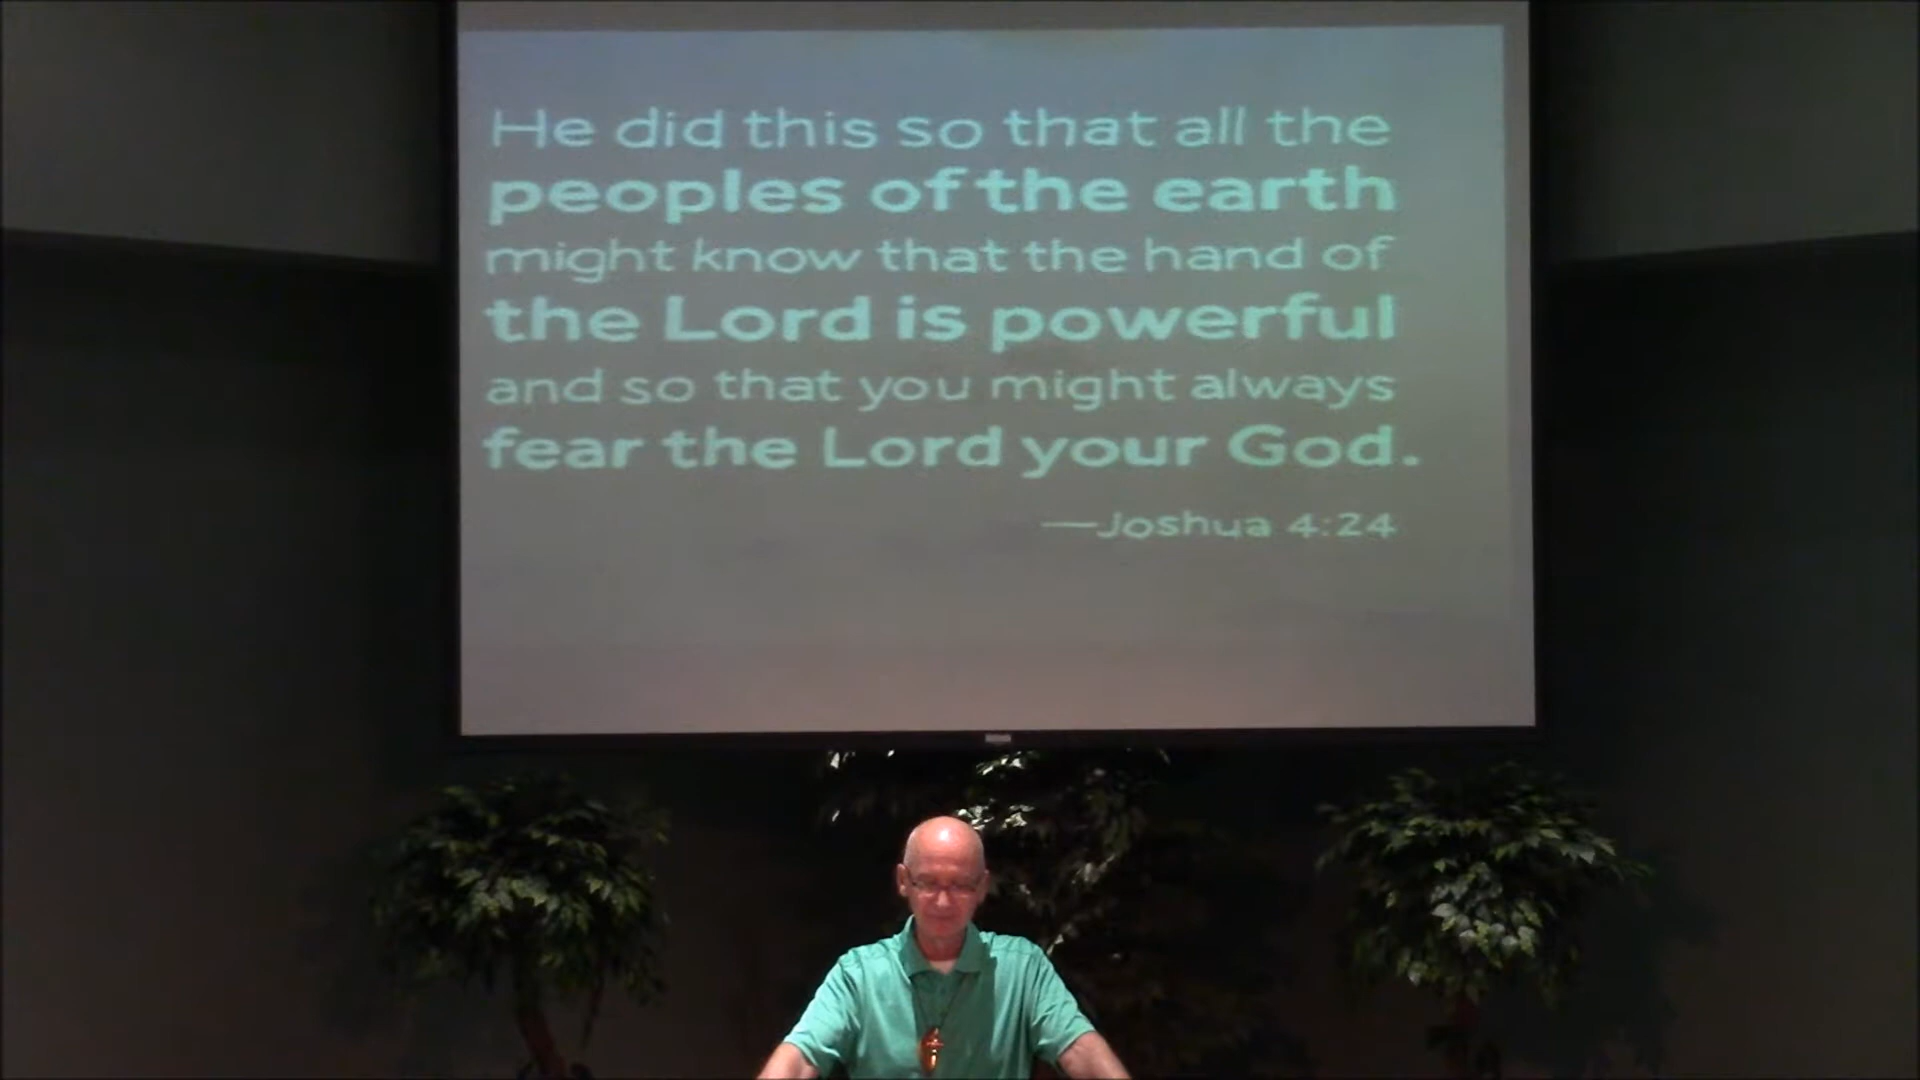 He did this so that all the
peoples of the earth
might know that the hand of
the Lord is powerful
and so that you might always
fear the Lord your God.
—Joshua 4:24